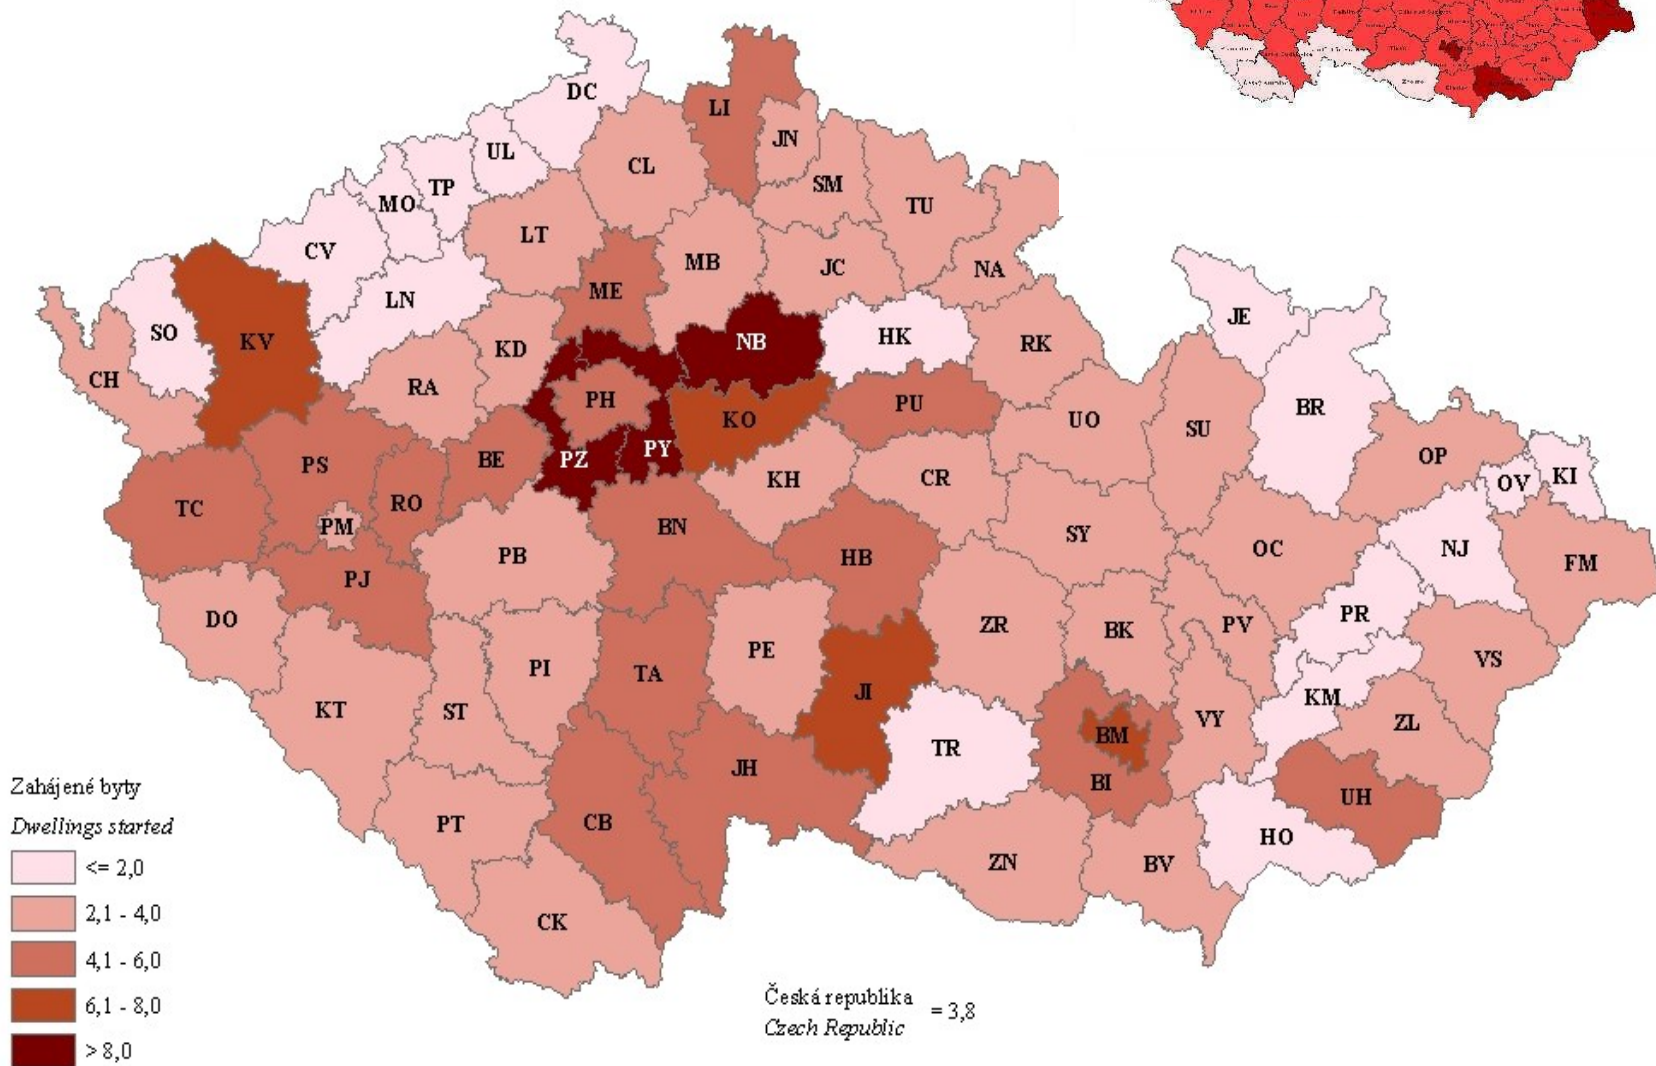 DC
LI
JN
UL
CL
TP
SM
MO
TU
LT
CV
MB
JC
NA
ME
LN
SO
KV
NB
HK
JE
RK
KD
CH
RA
PH
PU
BR
KO
UO
SU
PS
BE
PZ
PY
OP
TC
RO
KH
CR
OV
KI
PM
BN
SY
OC
NJ
FM
PB
HB
PJ
DO
PR
ZR
BK
PV
PE
VS
PI
TA
JI
KM
KT
ST
VY
ZL
BM
TR
JH
BI
UH
Zahájené byty
Dwellings started
PT
CB
HO
ZN
BV
<= 2,0
2,1 - 4,0
CK
4,1 - 6,0
6,1 - 8,0
Česká republika
= 3,8
Czech Republic
> 8,0